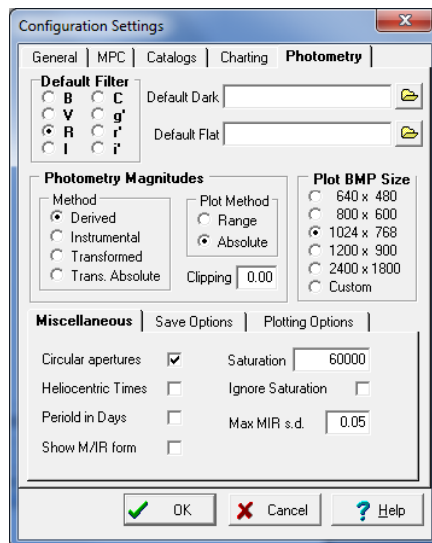 Configuration Settings
General MPC Catalogs Charting Photometry
Default Filter
B C
V g'
R r'
I i'
Default Dark
Default Flat
Photometry Magnitudes
Method
Derived
Instrumental
Transformed
Trans. Absolute
Plot Method
Range
Absolute
Clipping 0.00
Plot BMP Size
640 x 480
800 x 600
1024 x 768
1200 x 900
2400 x 1800
Custom
Miscellaneous Save Options Plotting Options
Circular apertures Saturation 60000
Heliocentric Times Ignore Saturation
Periold in Days Max MIR s.d. 0.05
Show M/IR form
OK Cancel Help